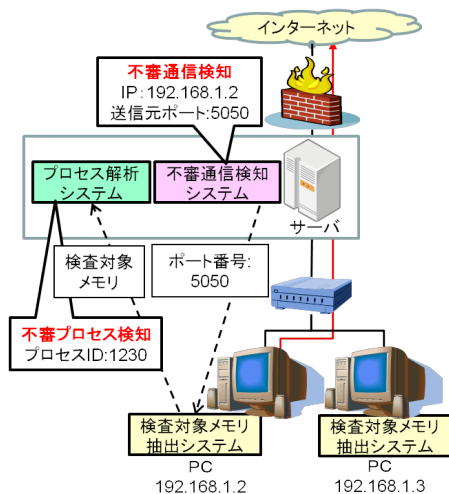 インターネット
不審通信検知
IP:192.168.1.2
送信元ポート:5050
プロセス解析
システム
不審通信検知
システム
サーバ
検査対象
メモリ
ポート番号:
5050
不審プロセス検知
プロセスID:1230
検査対象メモリ
抽出システム
PC
192.168.1.2
検査対象メモリ
抽出システム
PC
192.168.1.3